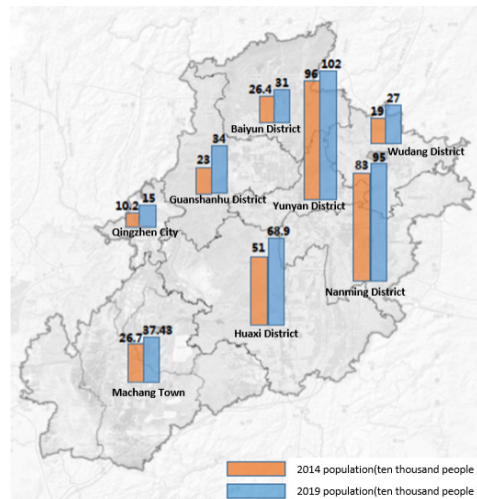 102
96
31
26.4
Baiyun District
27
19
Wudang District
34
23
Guanshanhu District
Yunyan District
95
83
15
10.2
Qingzhen City
68.9
51
Nanming District
Huaxi District
37.43
26.7
Machang Town
2014 population(ten thousand people
2019 population(ten thousand people